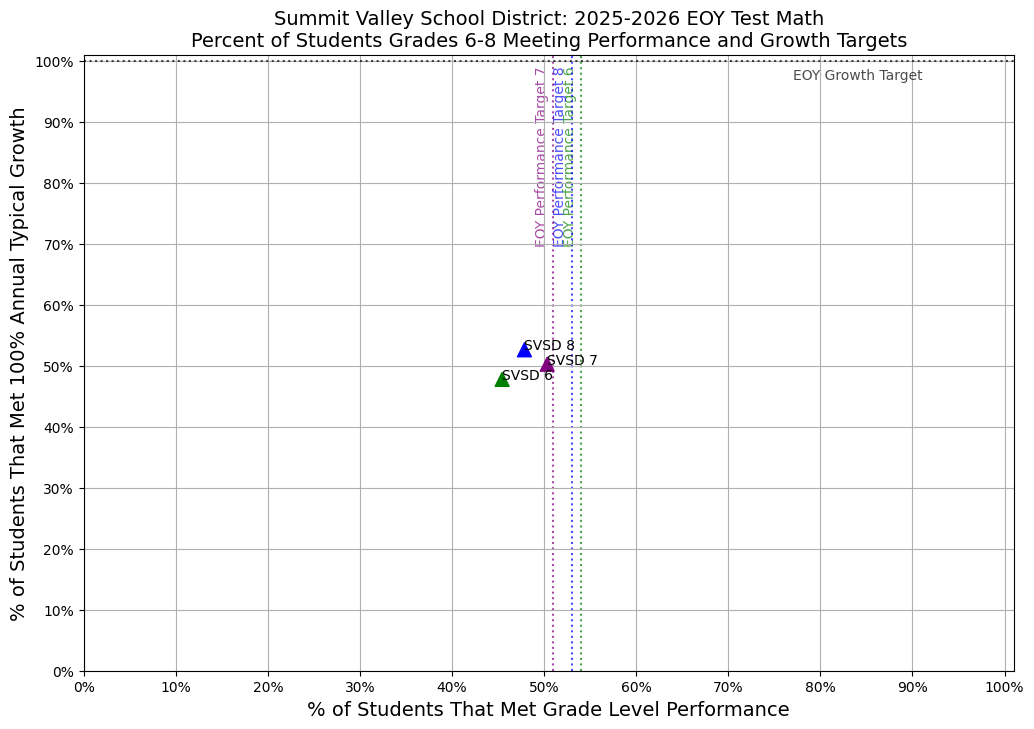 Summit Valley School District: 2025-2026 EOY Test Math
Percent of Students Grades 6-8 Meeting Performance and Growth Targets
% of Students That Met 100% Annual Typical Growth
100%
90%
80%
70%
60%
50%
40%
30%
20%
10%
0%
EOY Growth Target
EOY Performance Target 7
EOY Performance Target 8
EOY Performance Target 6
SVSD 8
SVSD 7
SVSD 6
0%
10%
20%
30%
40%
50%
60%
70%
80%
90%
100%
% of Students That Met Grade Level Performance